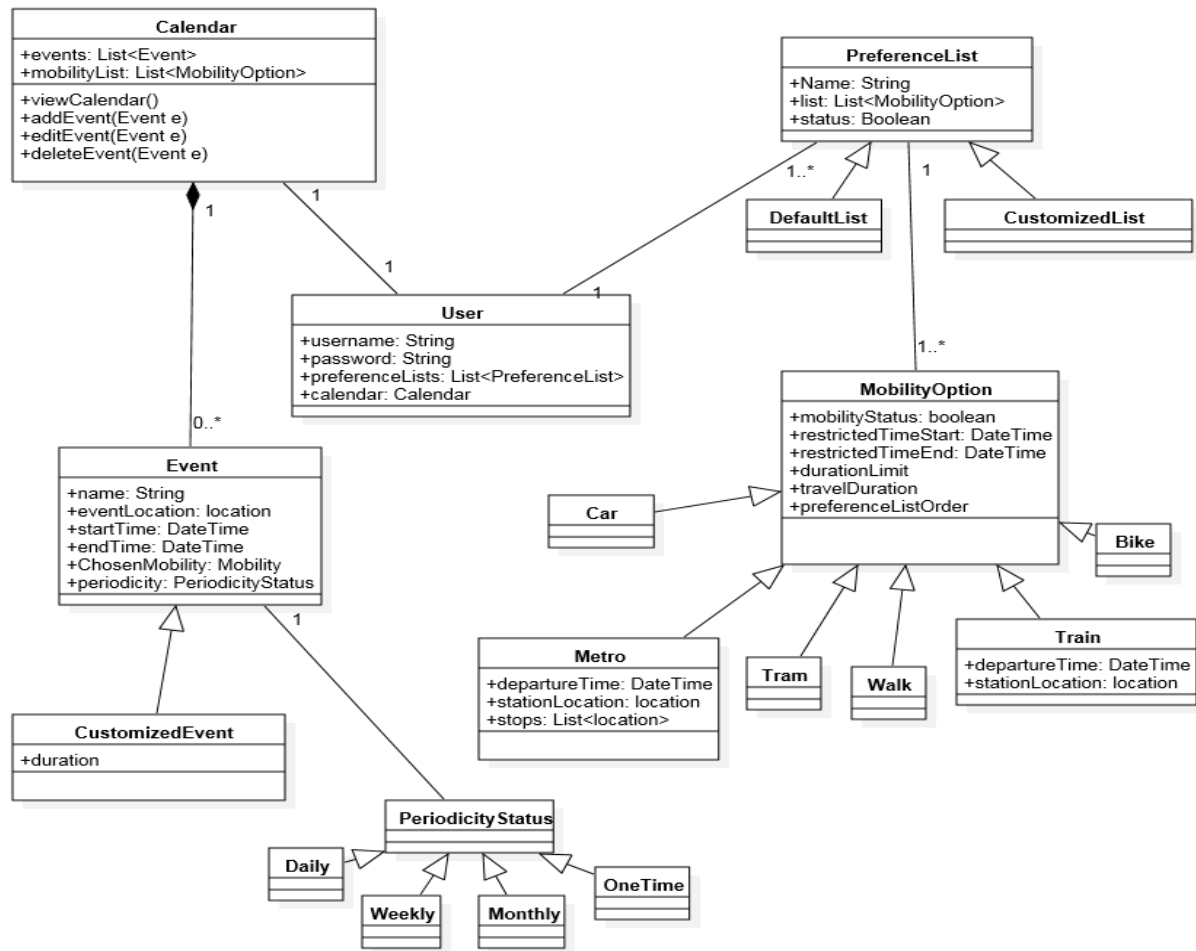 Calendar
+events: List<Event>
+mobilityList: List<MobilityOption>
+viewCalendar()
+addEvent(Event e)
+editEvent(Event e)
+deleteEvent(Event e)
PreferenceList
+Name: String
+list: List<MobilityOption>
+status: Boolean
1
1
1..*
1
DefaultList
CustomizedList
1
1
User
+username: String
+password: String
+preferenceLists: List<PreferenceList>
+calendar: Calendar
1..*
0..*
MobilityOption
+mobilityStatus: boolean
+restrictedTimeStart: DateTime
+restrictedTimeEnd: DateTime
+durationLimit
+travelDuration
+preferenceListOrder
Event
+name: String
+eventLocation: location
+startTime: DateTime
+endTime: DateTime
+ChosenMobility: Mobility
+periodicity: PeriodicityStatus
1
Car
Bike
Metro
+departureTime: DateTime
+stationLocation: location
+stops: List<location>
Tram
Walk
Train
+departureTime: DateTime
+stationLocation: location
CustomizedEvent
+duration
PeriodicityStatus
Daily
Weekly
Monthly
OneTime